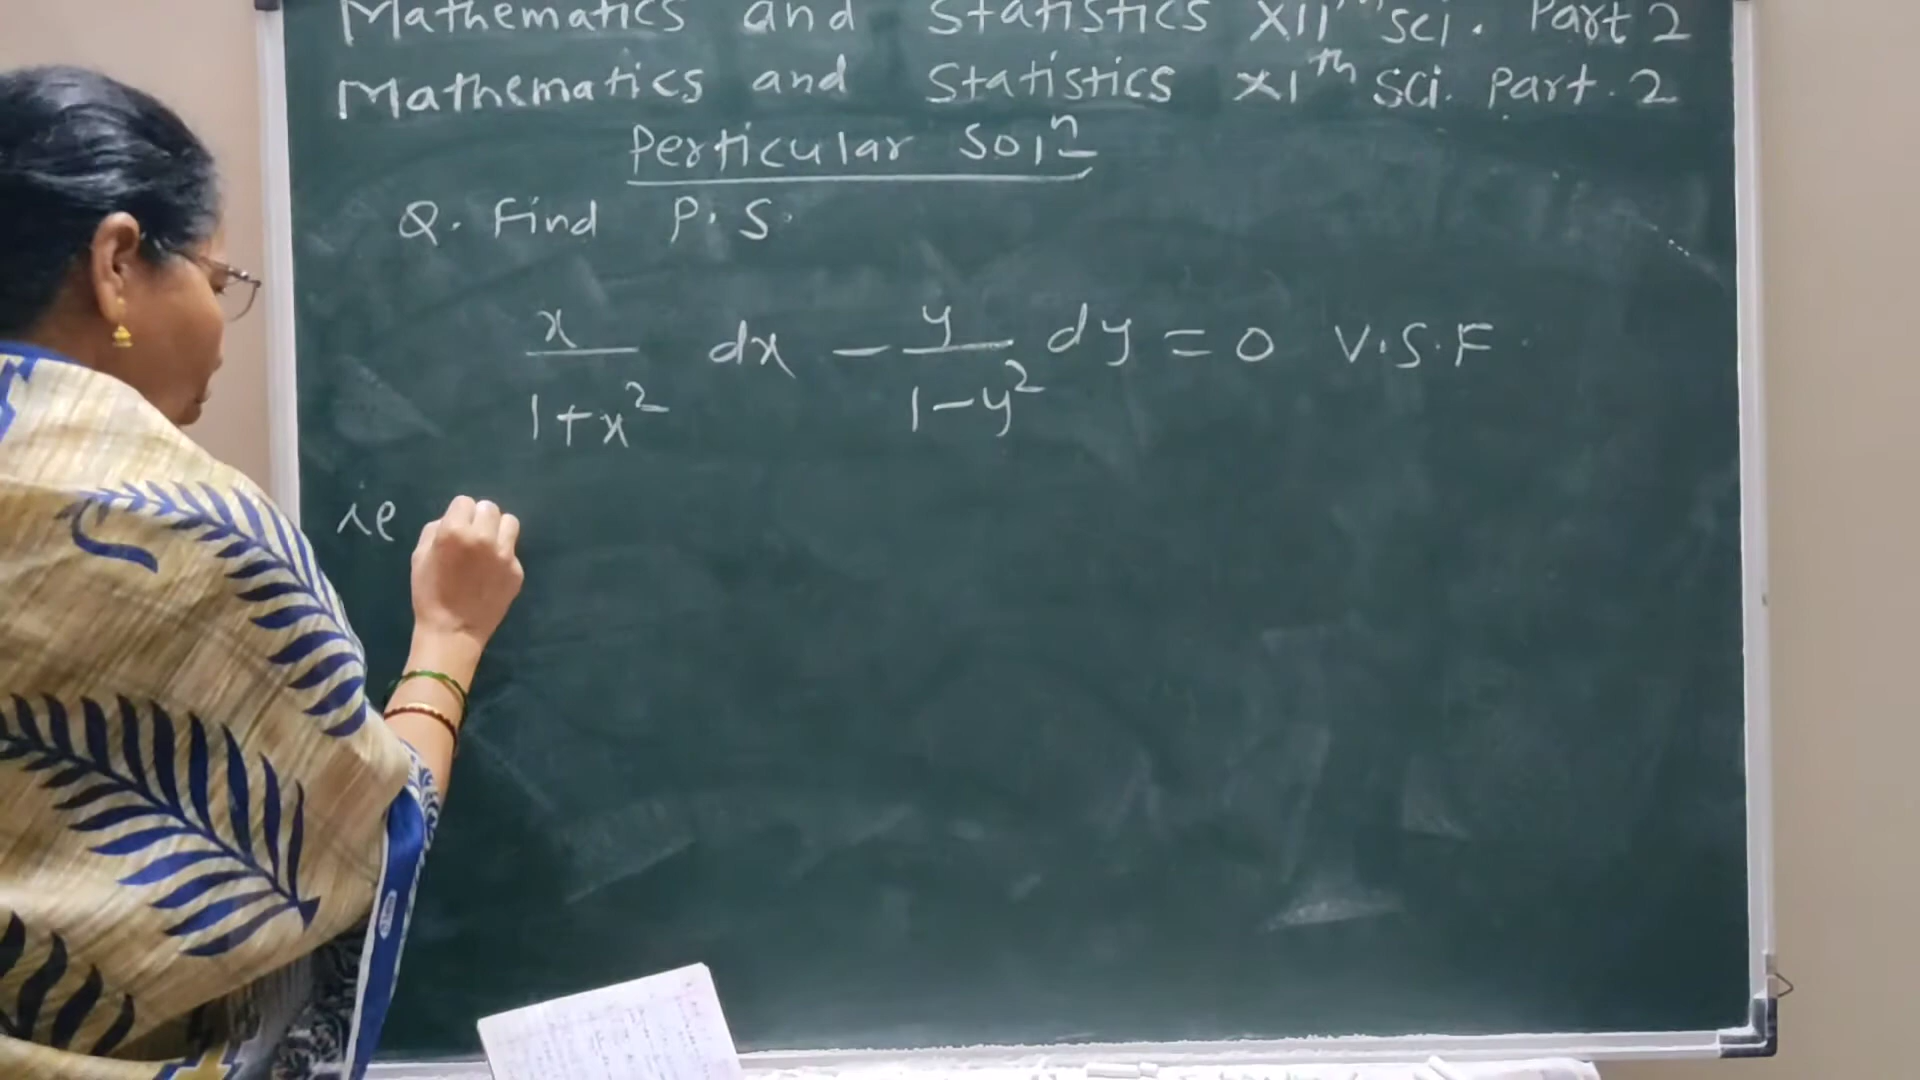 Mathematics and Statistics XIIth Sci. Part 2
Mathematics and Statistics XIth Sci. Part. 2
Perticular Solⁿ
Q. Find P.S.
x/1+x² dx - y/1-y² dy = 0 V.S.F.
ie